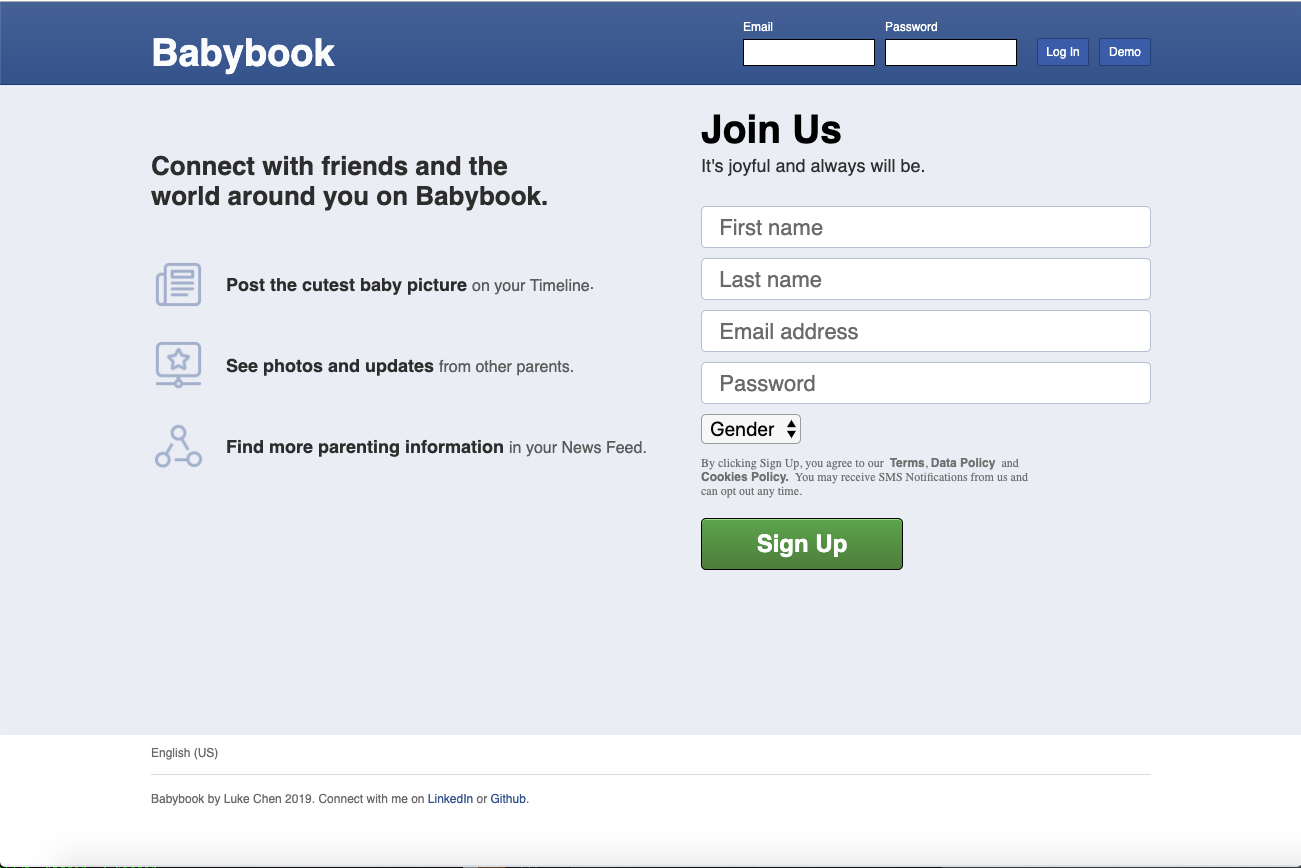 Email
Password
Babybook
Log In
Demo
Join Us
It's joyful and always will be.
Connect with friends and the
world around you on Babybook.
First name
Last name
Email address
Password
Gender
Post the cutest baby picture on your Timeline.
See photos and updates from other parents.
Find more parenting information in your News Feed.
By clicking Sign Up, you agree to our Terms, Data Policy and
Cookies Policy. You may receive SMS Notifications from us and
can opt out any time.
Sign Up
English (US)
Babybook by Luke Chen 2019. Connect with me on LinkedIn or Github.